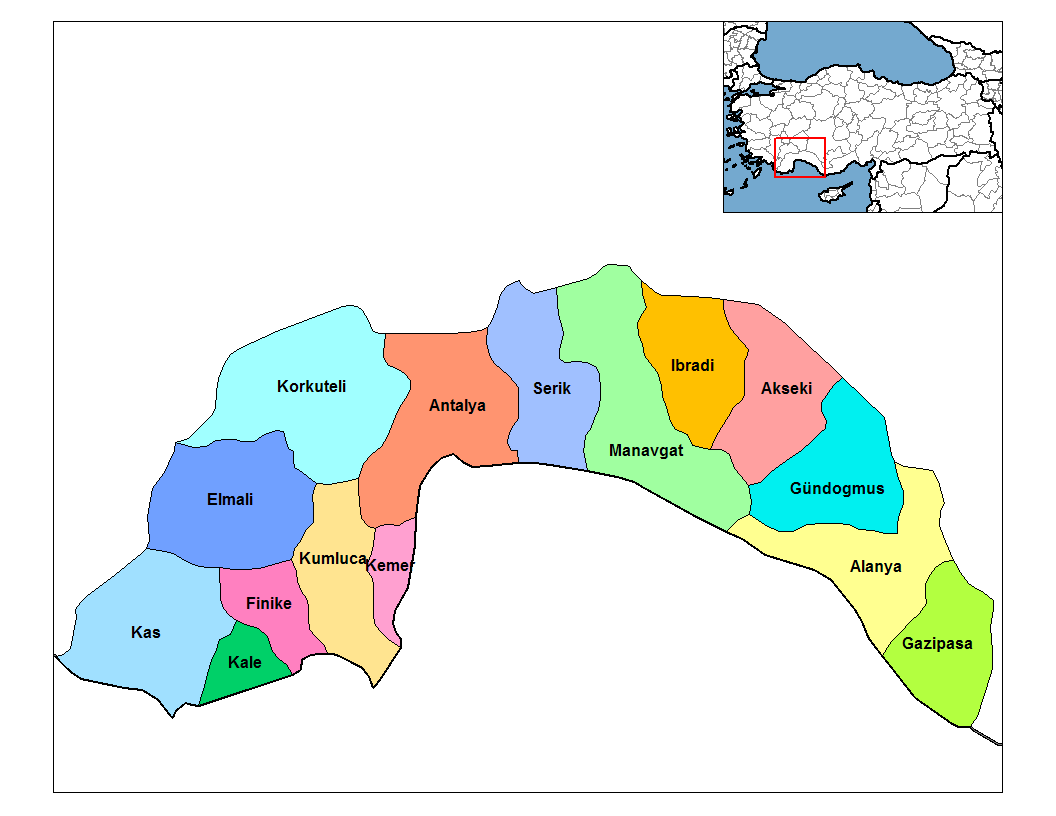 Ibradi
Korkuteli
Serik
Akseki
Antalya
Manavgat
Gündogmus
Elmali
Kumluca
Kemer
Alanya
Finike
Kas
Gazipasa
Kale